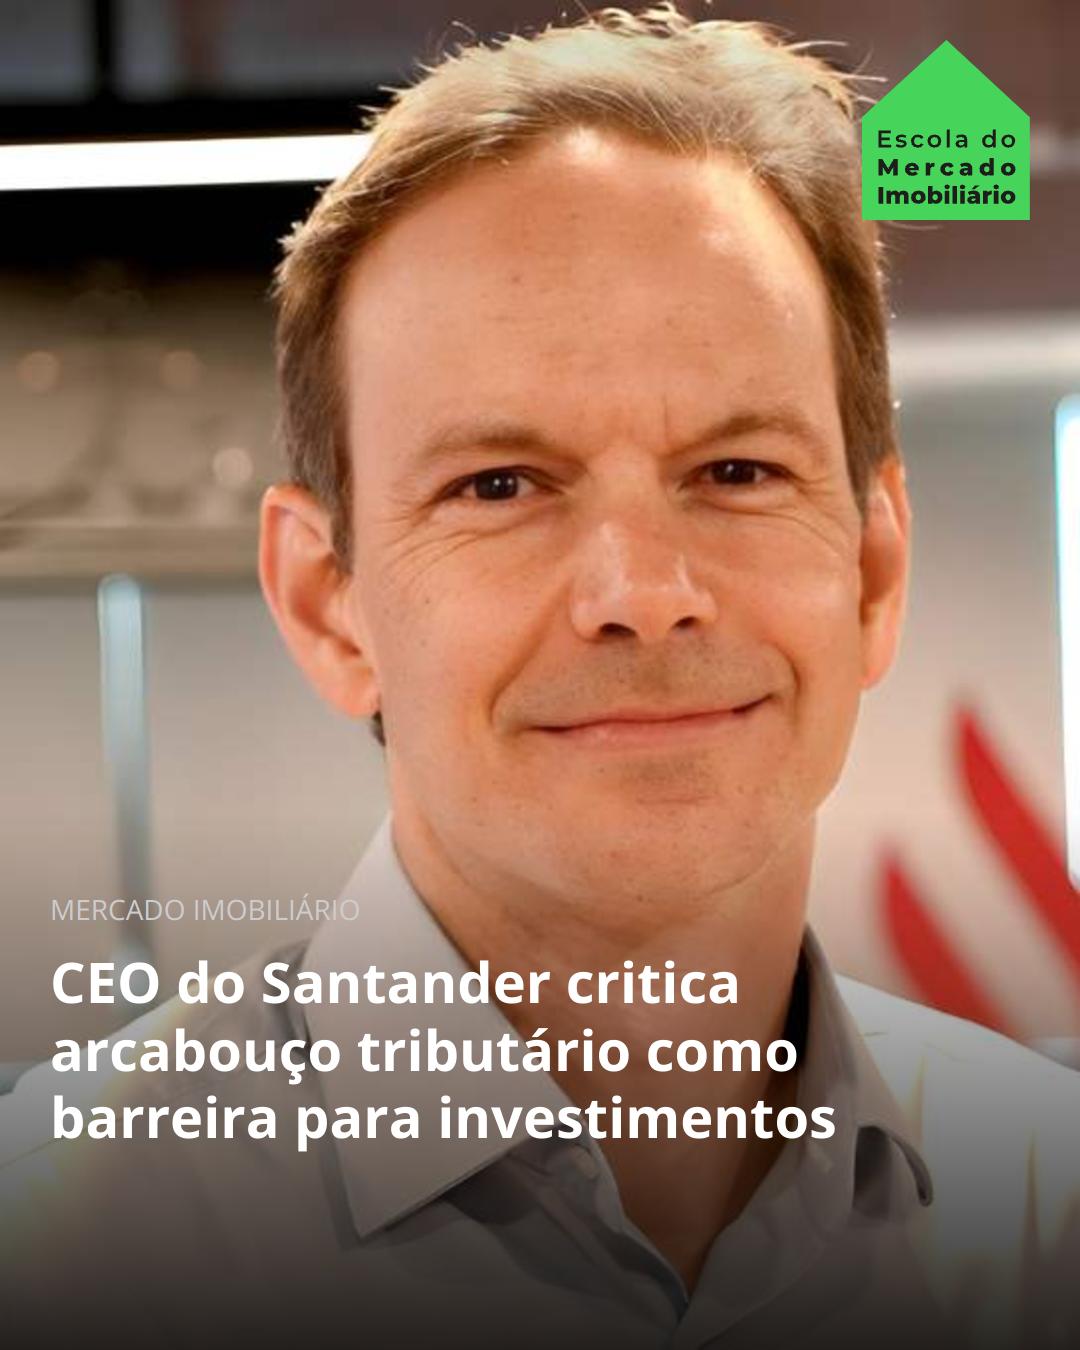 Escola do
Mercado
Imobiliário
MERCADO IMOBILIÁRIO
CEO do Santander critica
arcabouço tributário como
barreira para investimentos